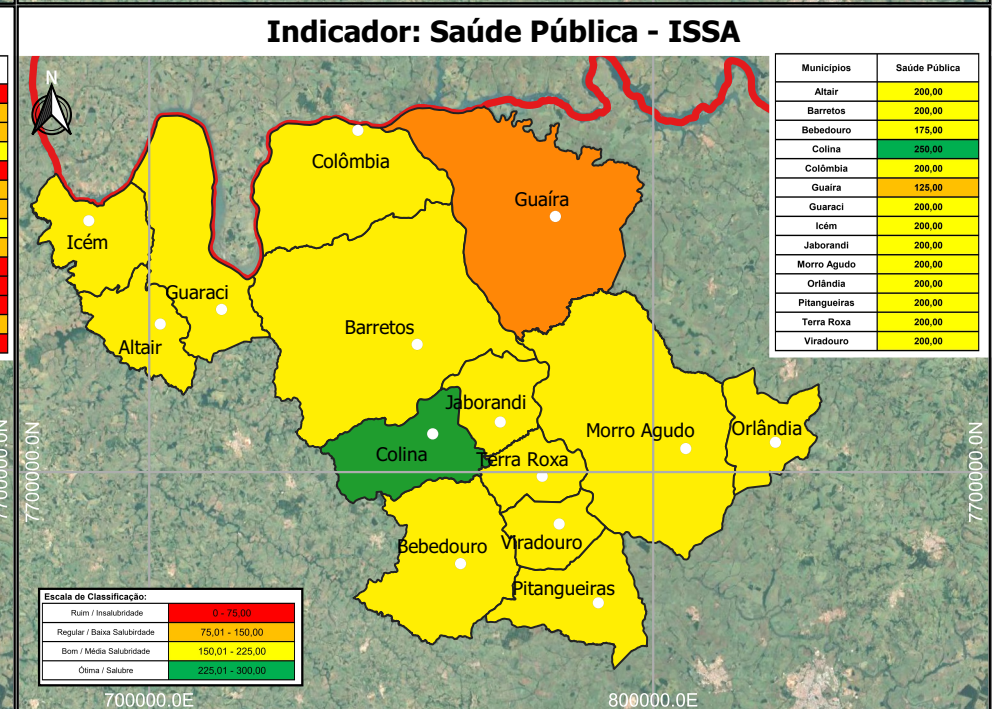 Indicador: Saúde Pública - ISSA
N
Municípios Saúde Pública
Altair 200,00
Barretos 200,00
Bebedouro 175,00
Colina 250,00
Colômbia 200,00
Guaíra 125,00
Guaraci 200,00
Icém 200,00
Jaborandi 200,00
Morro Agudo 200,00
Orlândia 200,00
Pitangueiras 200,00
Terra Roxa 200,00
Viradouro 200,00
Colômbia
Guaíra
Icém
Guaraci
Altair
Barretos
Jaborandi
Morro Agudo
Orlândia
Colina
Terra Roxa
Bebedouro
Viradouro
Pitangueiras
7700000.0N
7700000.0N
7700000.0N
Escala de Classificação:
Ruim / Insalubridade 0 - 75,00
Regular / Baixa Salubirdade 75,01 - 150,00
Bom / Média Salubridade 150,01 - 225,00
Ótima / Salubre 225,01 - 300,00
700000.0E
800000.0E